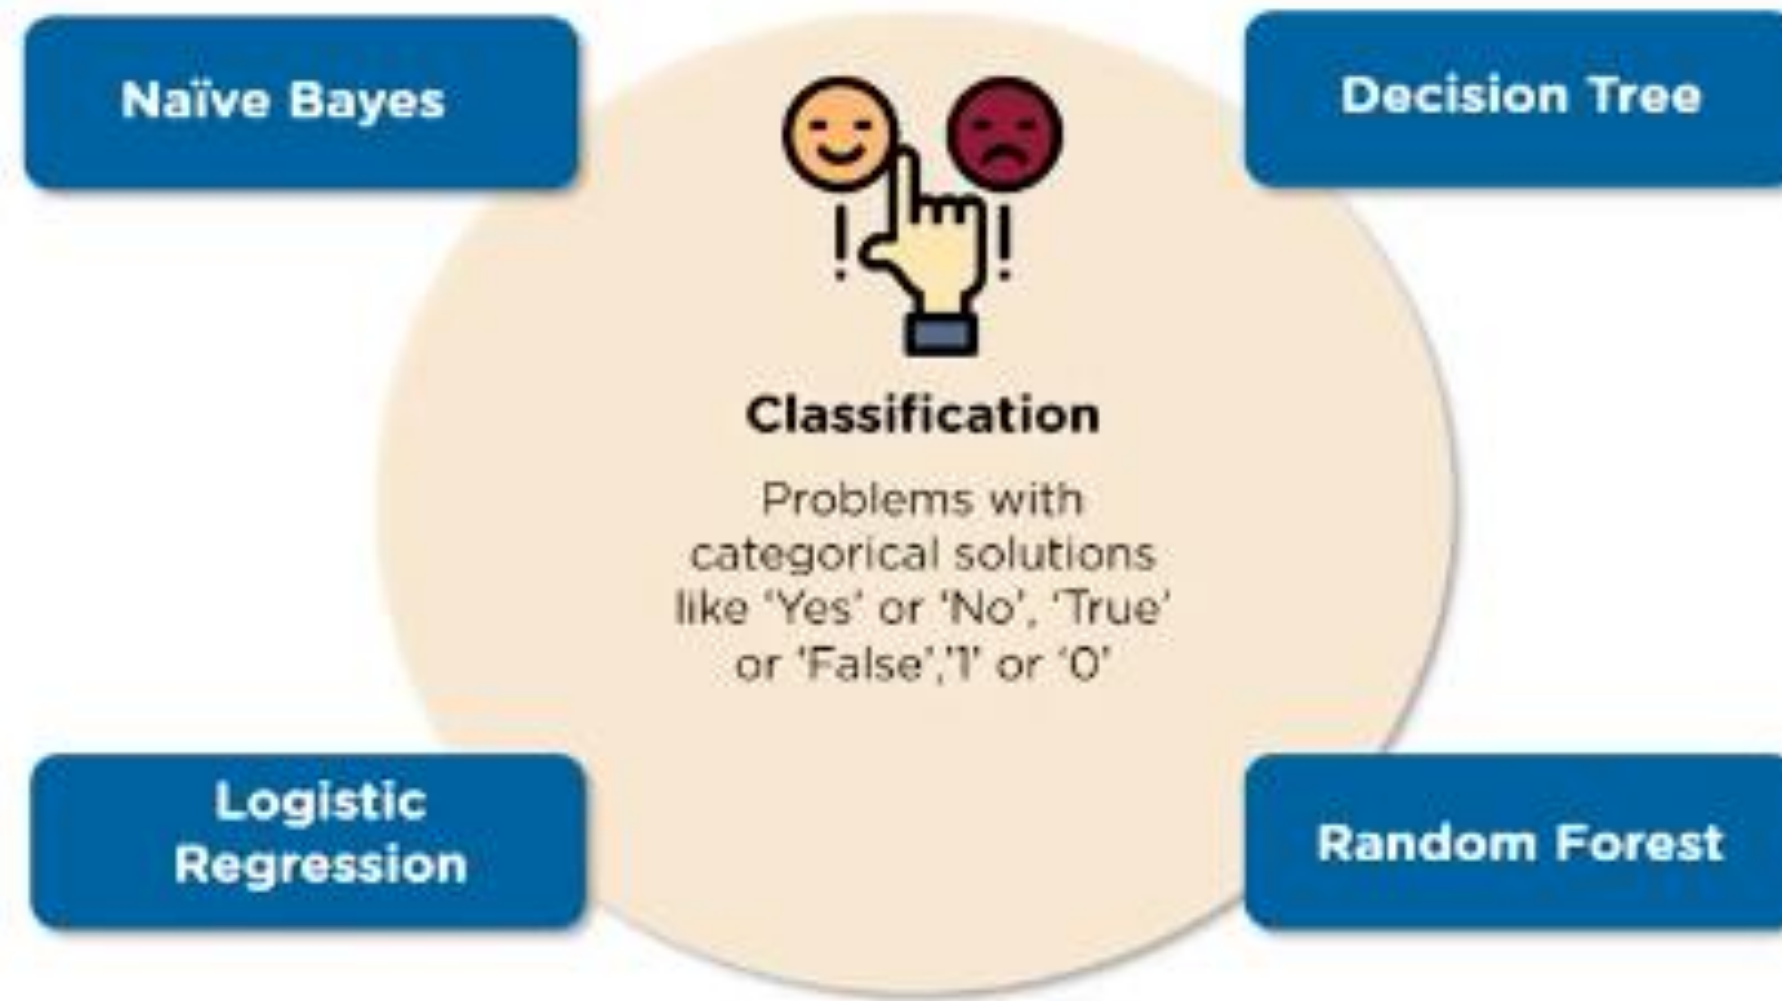 Naïve Bayes
Decision Tree
Classification
Problems with
categorical solutions
like ‘Yes’ or ‘No’, ‘True’
or ‘False’,’1’ or ‘0’
Logistic
Regression
Random Forest